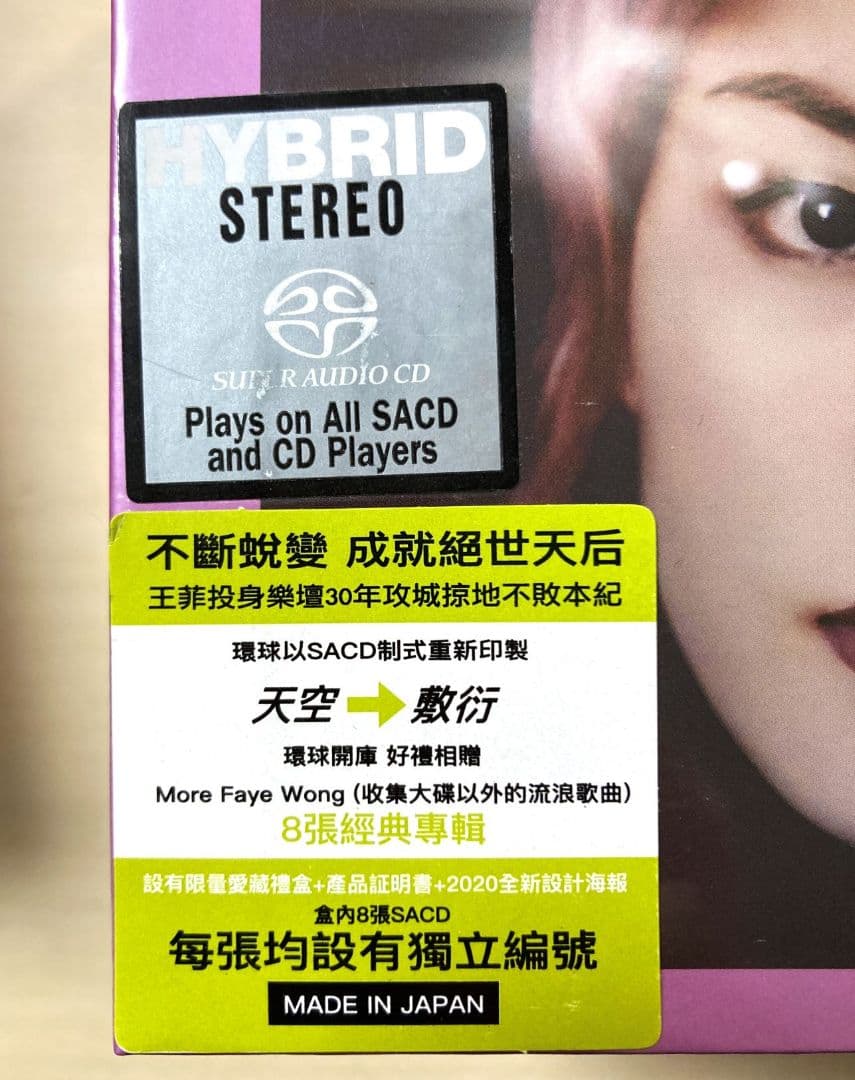 HYBRID
STEREO
SUPER AUDIO CD
Plays on All SACD
and CD Players
不斷蛻變 成就絕世天后
王菲投身樂壇30年攻城掠地不敗本紀
環球以SACD制式重新印製
天空➡敷衍
環球開庫 好禮相贈
More Faye Wong (收集大碟以外的流浪歌曲)
8張經典專輯
設有限量愛藏禮盒+產品証明書+2020全新設計海報
盒內8張SACD
每張均設有獨立編號
MADE IN JAPAN